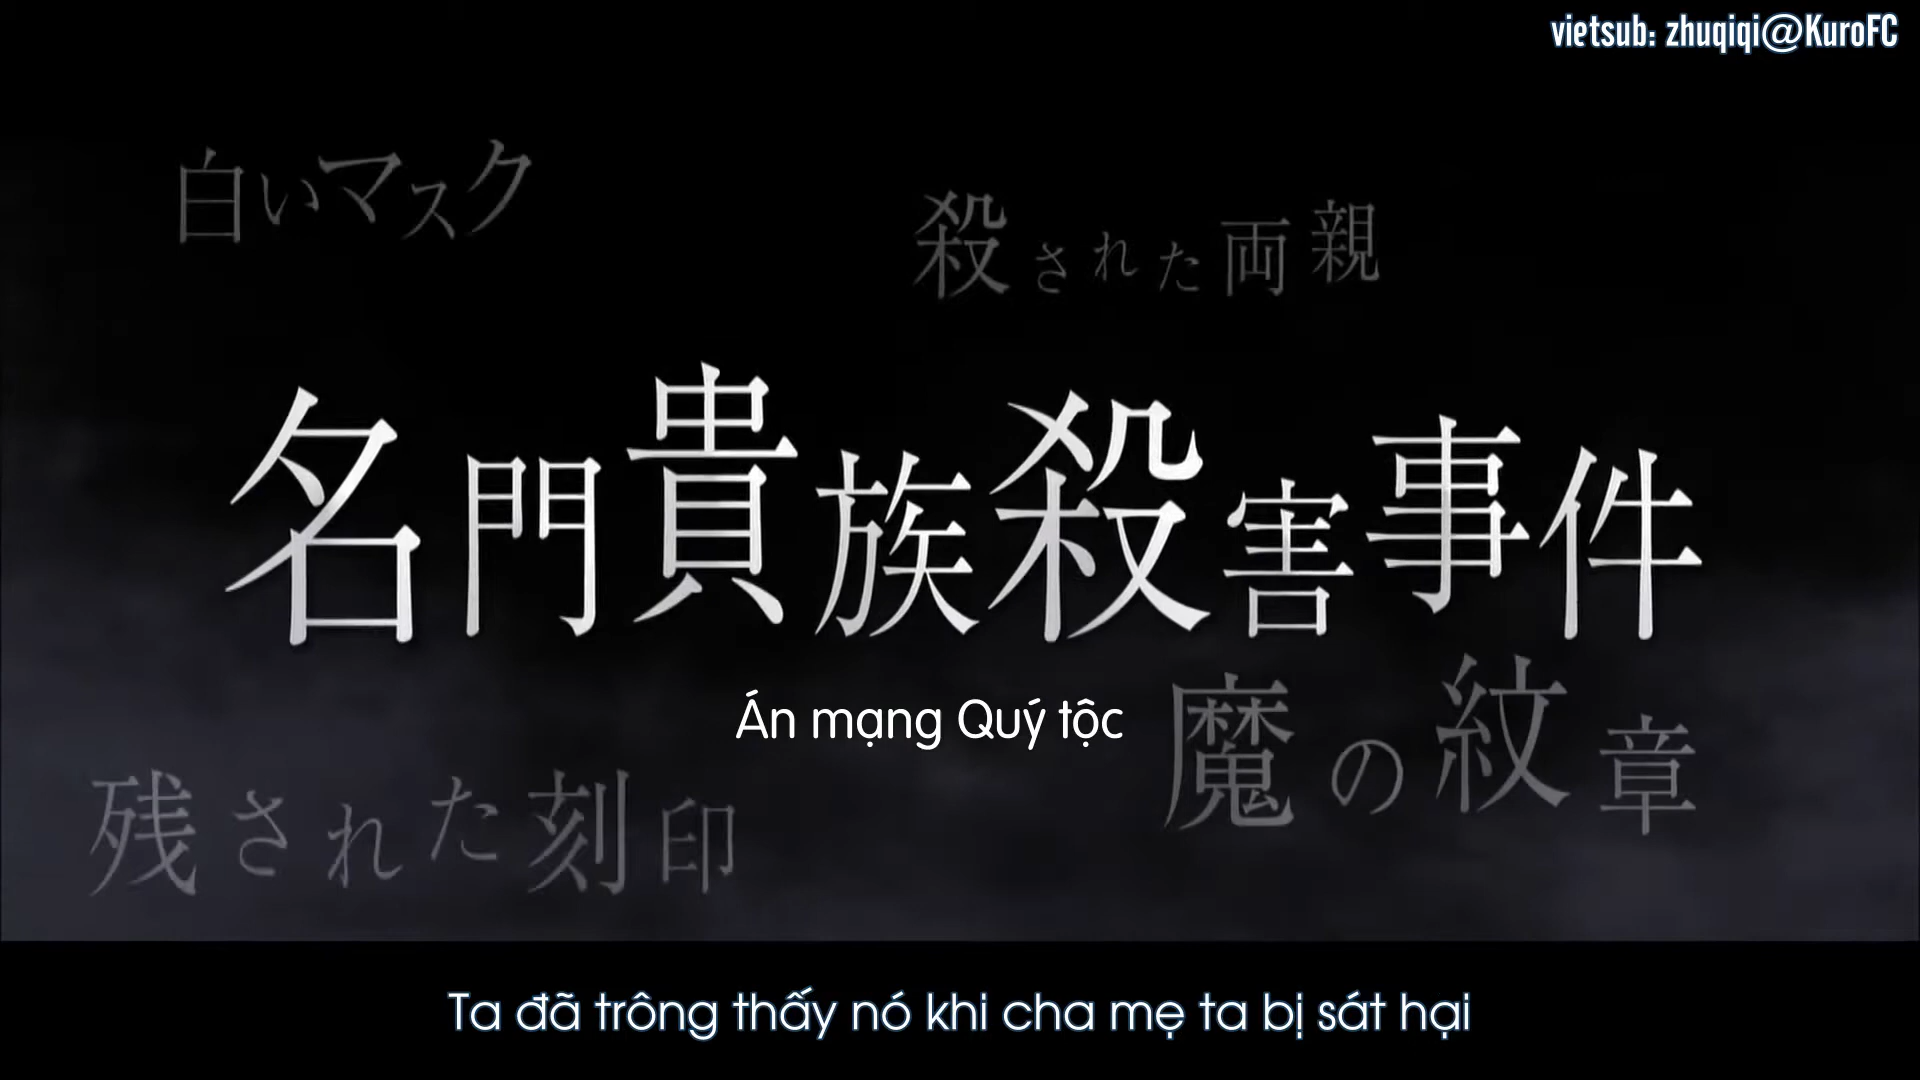 vietsub: zhuqiqi@KuroFC
白いマスク
殺された両親
名門貴族殺害事件
Án mạng Quý tộc
魔の紋章
残された刻印
Ta đã trông thấy nó khi cha mẹ ta bị sát hại